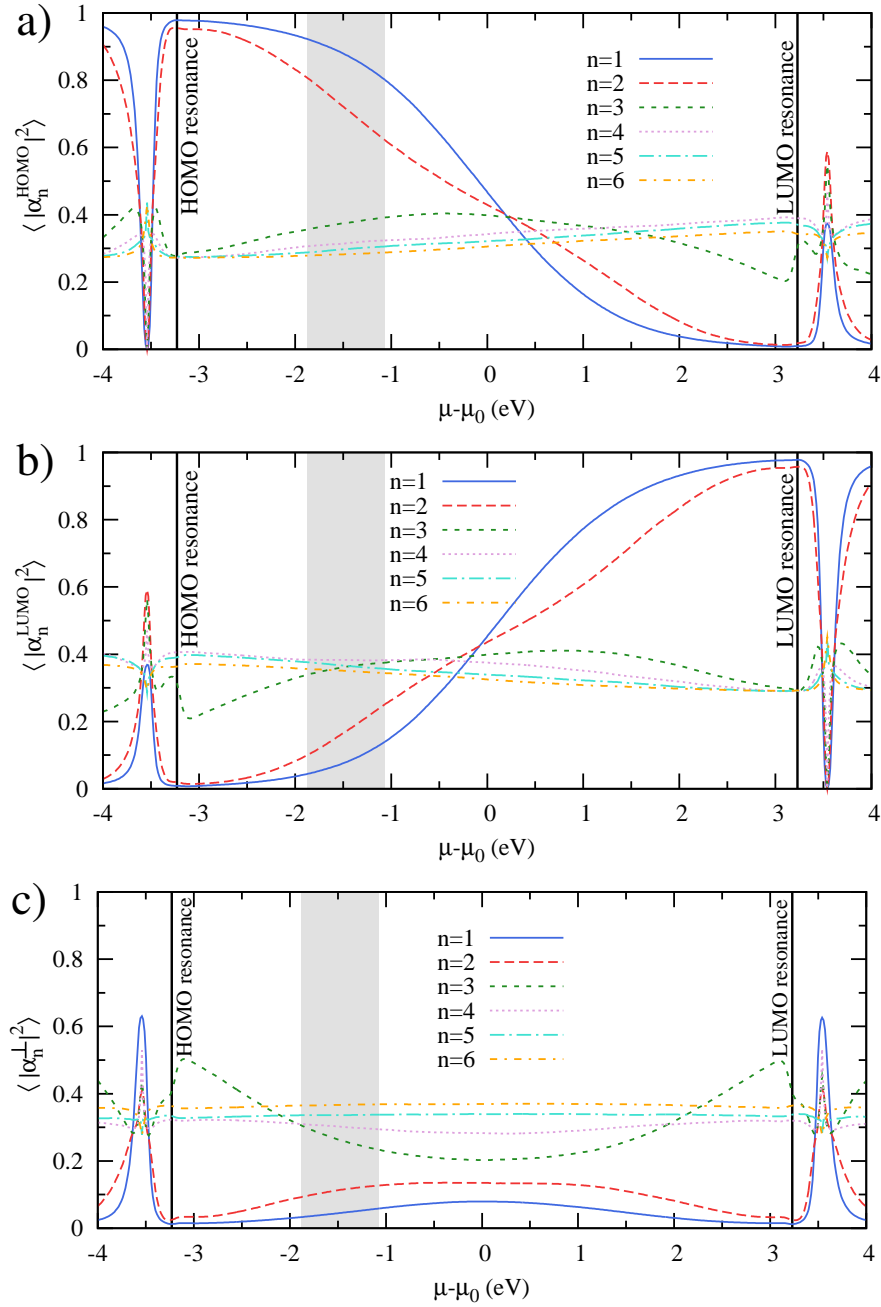 a)
1
0.8
0.6
0.4
0.2
0
⟨ |α_n^HOMO|^2⟩
HOMO resonance
LUMO resonance
n=1
n=2
n=3
n=4
n=5
n=6
-4 -3 -2 -1 0 1 2 3 4
μ-μ_0 (eV)
b)
1
0.8
0.6
0.4
0.2
0
⟨ |α_n^LUMO|^2⟩
HOMO resonance
LUMO resonance
n=1
n=2
n=3
n=4
n=5
n=6
-4 -3 -2 -1 0 1 2 3 4
μ-μ_0 (eV)
c)
1
0.8
0.6
0.4
0.2
0
⟨ |α_n^⊥|^2⟩
HOMO resonance
LUMO resonance
n=1
n=2
n=3
n=4
n=5
n=6
-4 -3 -2 -1 0 1 2 3 4
μ-μ_0 (eV)